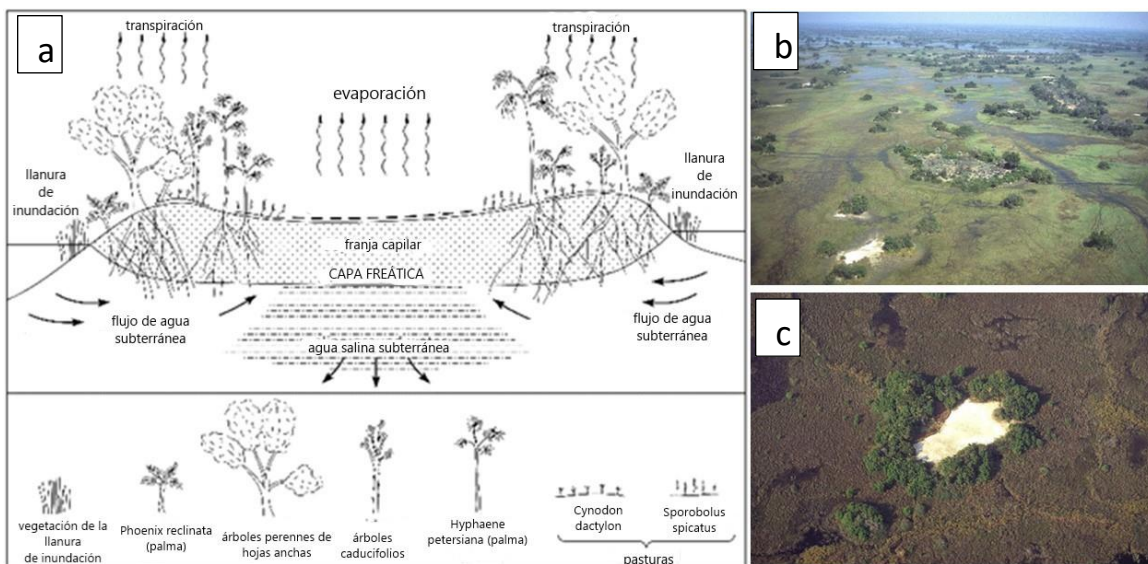 a
transpiración
transpiración
evaporación
llanura
de
inundación
llanura
de
inundación
franja capilar
CAPA FREÁTICA
flujo de agua
subterránea
flujo de agua
subterránea
agua salina subterránea
vegetación de la
llanura
de inundación
Phoenix reclinata
(palma)
árboles perennes de
hojas anchas
árboles
caducifolios
Hyphaene
petersiana (palma)
Cynodon
dactylon
Sporobolus
spicatus
pasturas
b
c